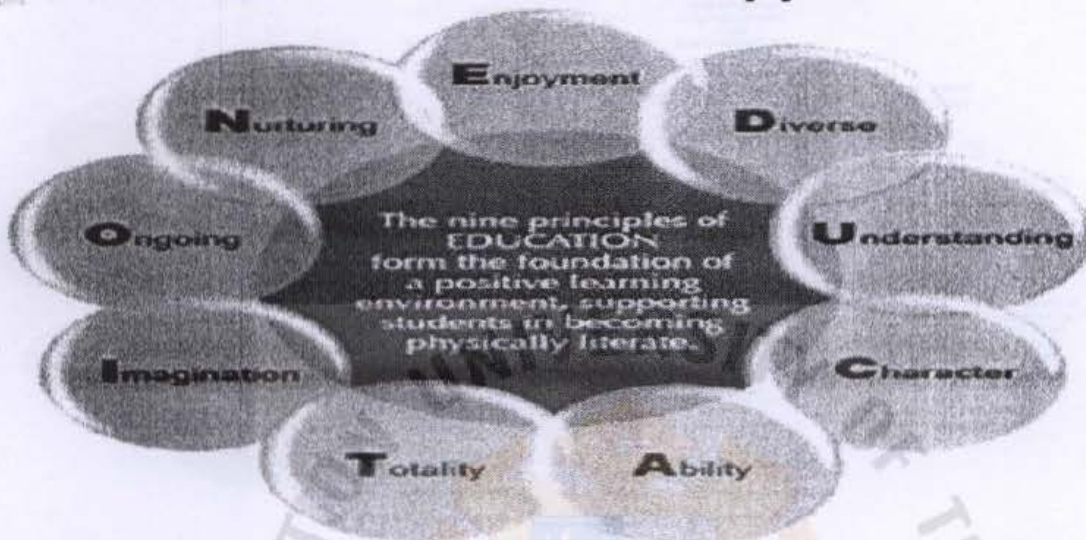 Enjoyment
Diverse
Understanding
Character
Ability
Totality
Imagination
Ongoing
Nurturing
The nine principles of
EDUCATION
form the foundation of
a positive learning
environment, supporting
students in becoming
physically literate.